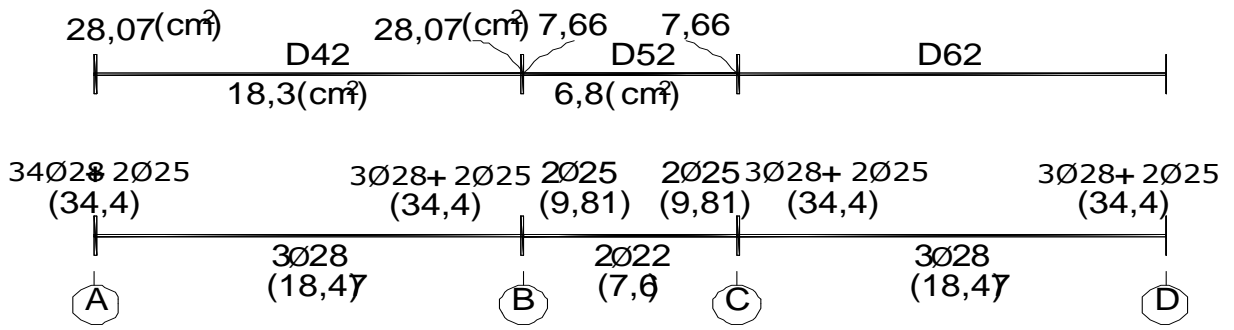 28,07(cm²) 28,07(cm²) 7,66 7,66
D42 D52 D62
18,3(cm²) 6,8(cm²)
3Ø28+ 2Ø25 2Ø25 2Ø25 3Ø28+ 2Ø25 3Ø28+ 2Ø25
(34,4) (34,4) (9,81) (9,81) (34,4) (34,4)
3Ø28 2Ø22 3Ø28
(18,47) (7,6) (18,47)
A B C D